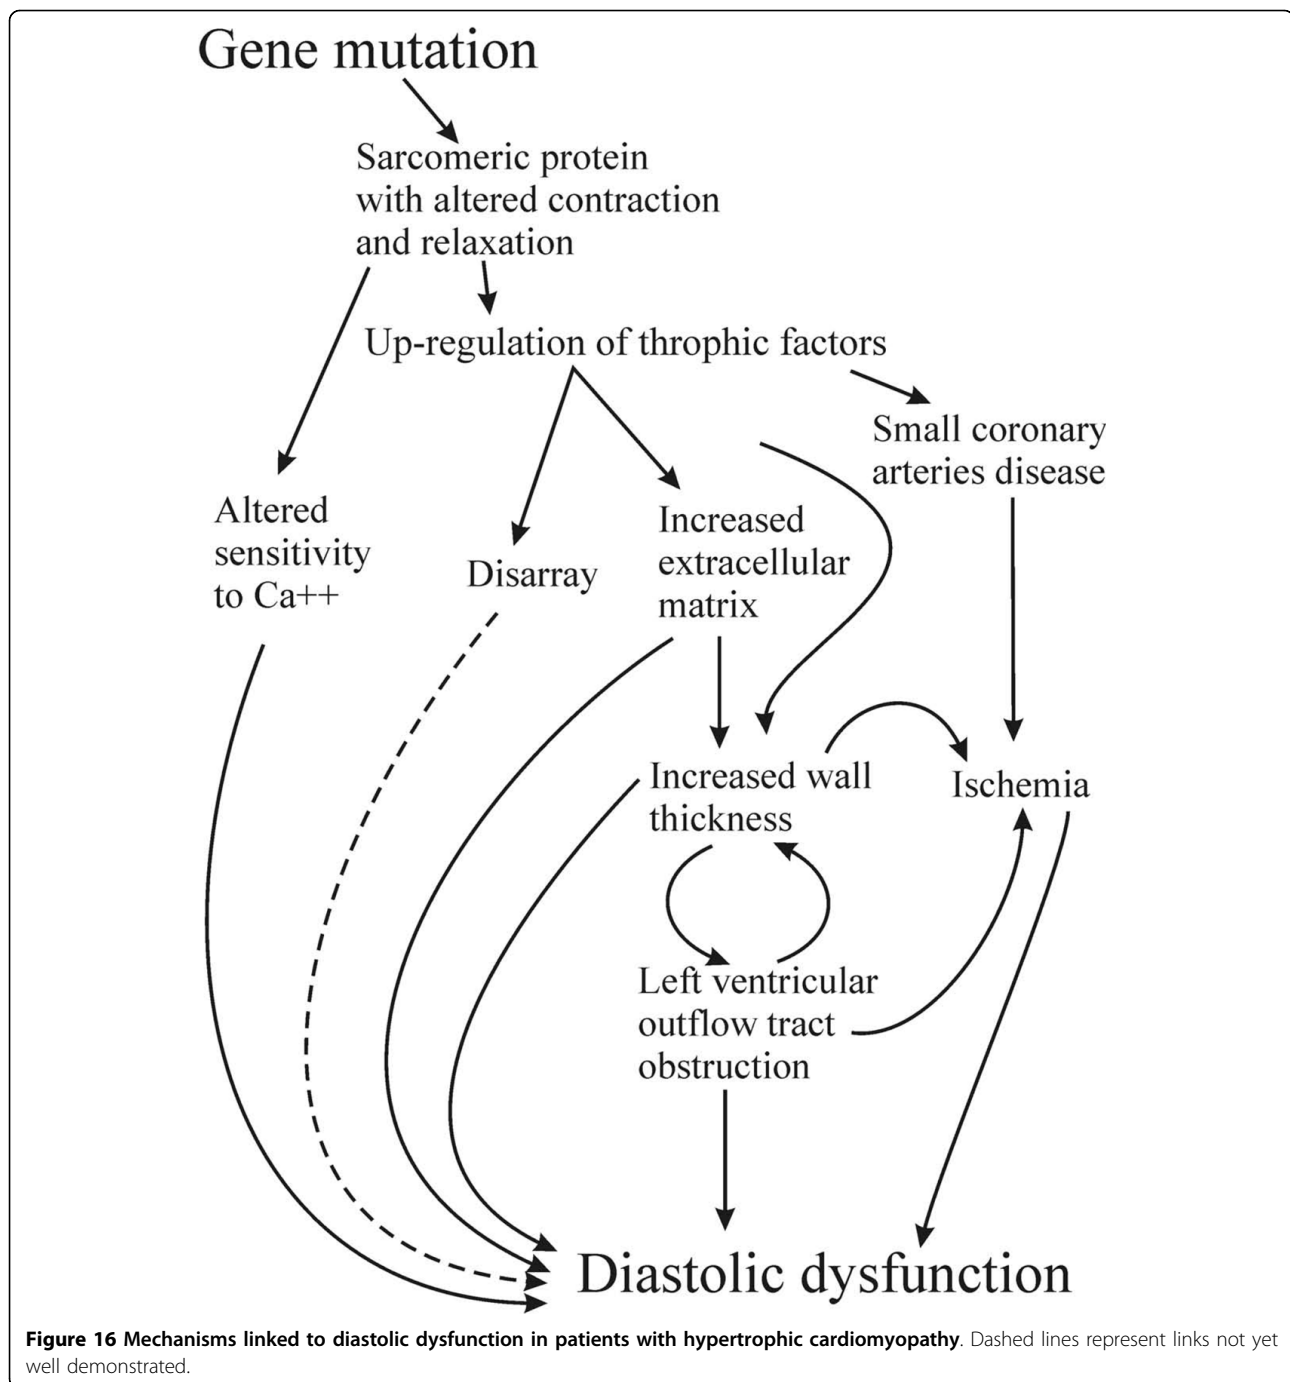 Gene mutation
Sarcomeric protein
with altered contraction
and relaxation
Up-regulation of throphic factors
Small coronary
arteries disease
Altered
sensitivity
to Ca++
Disarray
Increased
extracellular
matrix
Increased wall
thickness
Ischemia
Left ventricular
outflow tract
obstruction
Diastolic dysfunction
Figure 16 Mechanisms linked to diastolic dysfunction in patients with hypertrophic cardiomyopathy. Dashed lines represent links not yet
well demonstrated.